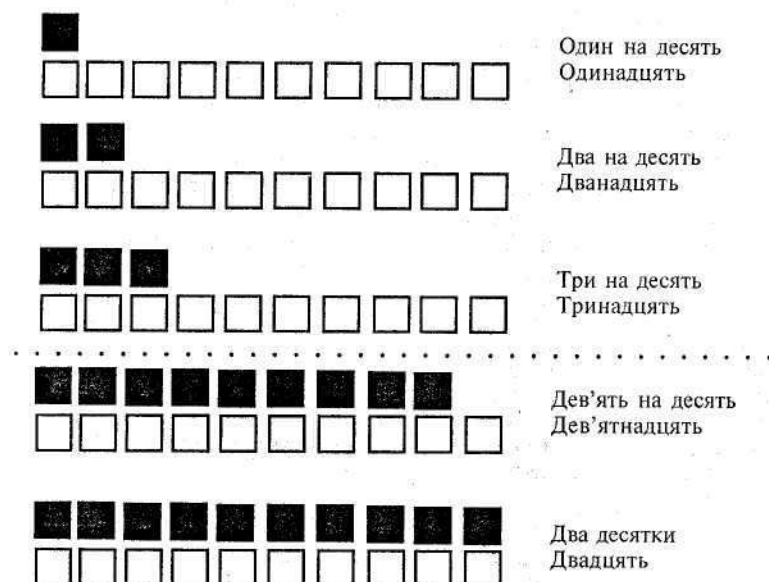 Один на десять
Одинадцять
Два на десять
Дванадцять
Три на десять
Тринадцять
Дев'ять на десять
Дев'ятнадцять
Два десятки
Двадцять